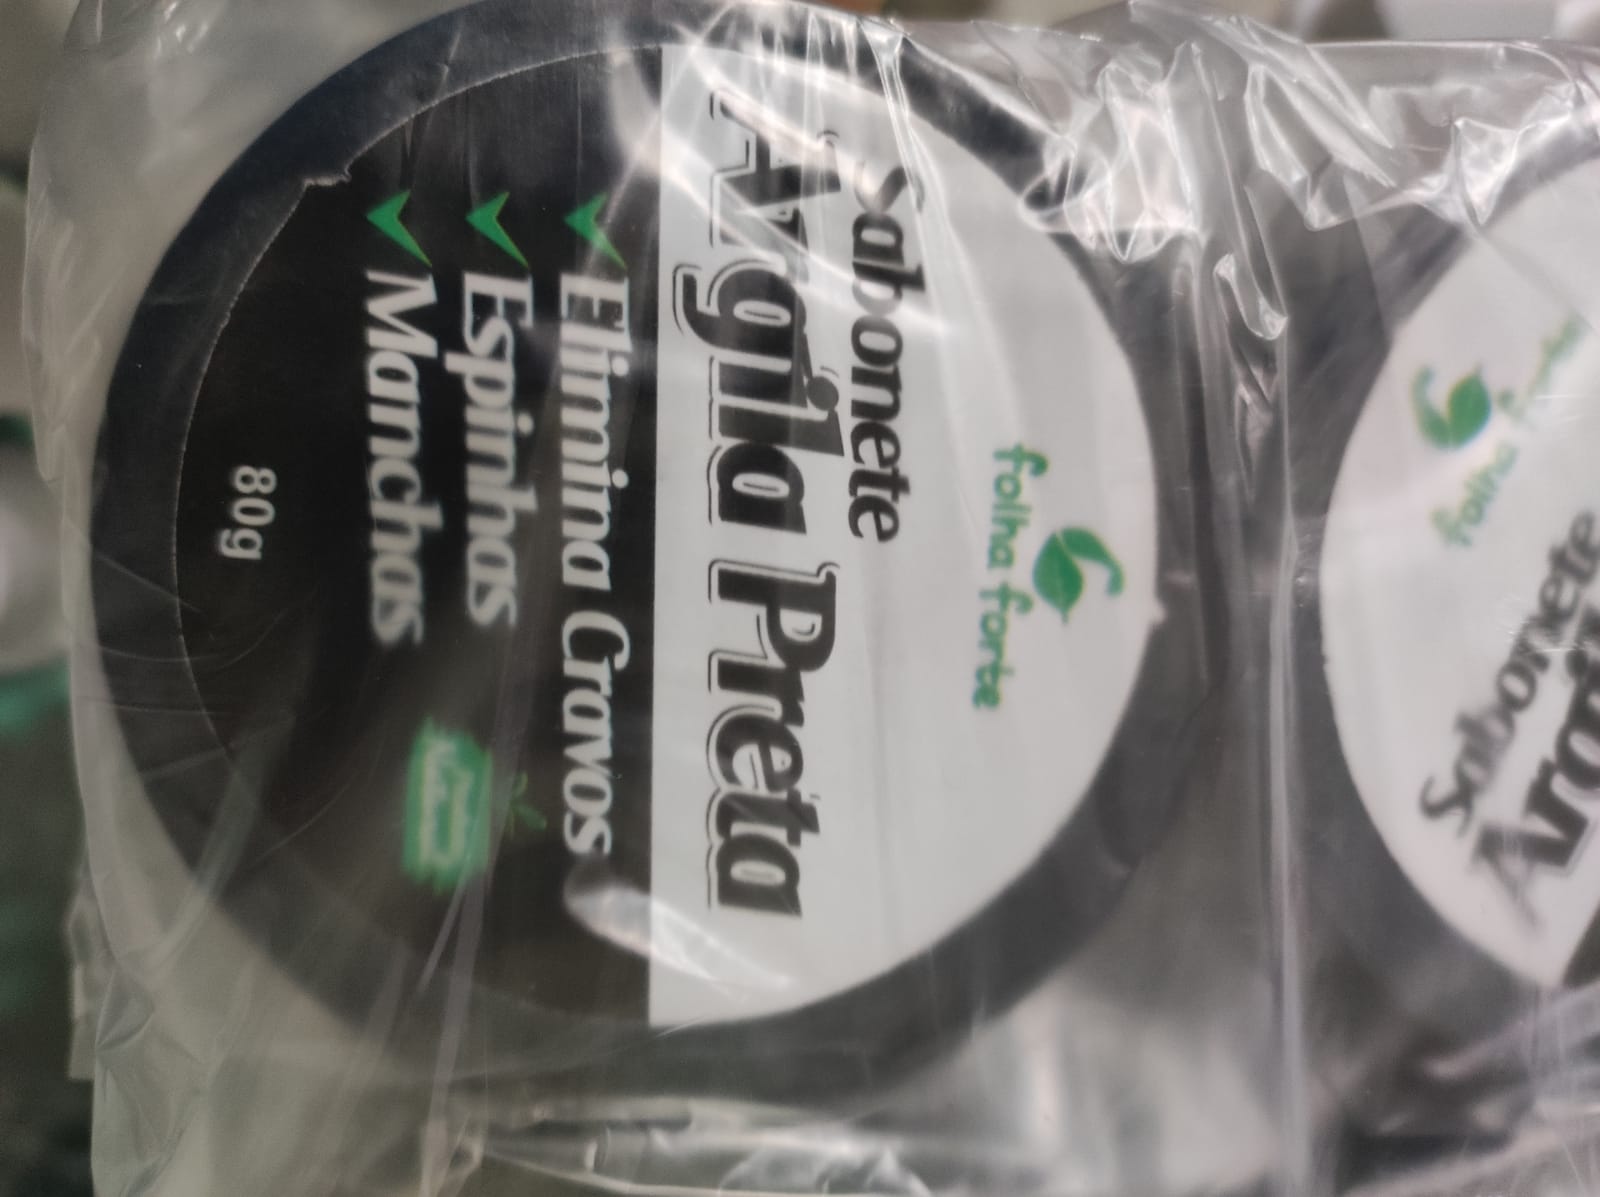 folha forte
Sabonete
Argila Preta
Elimina Cravos
Espinhas
Manchas
80g
folha forte
Sabonete